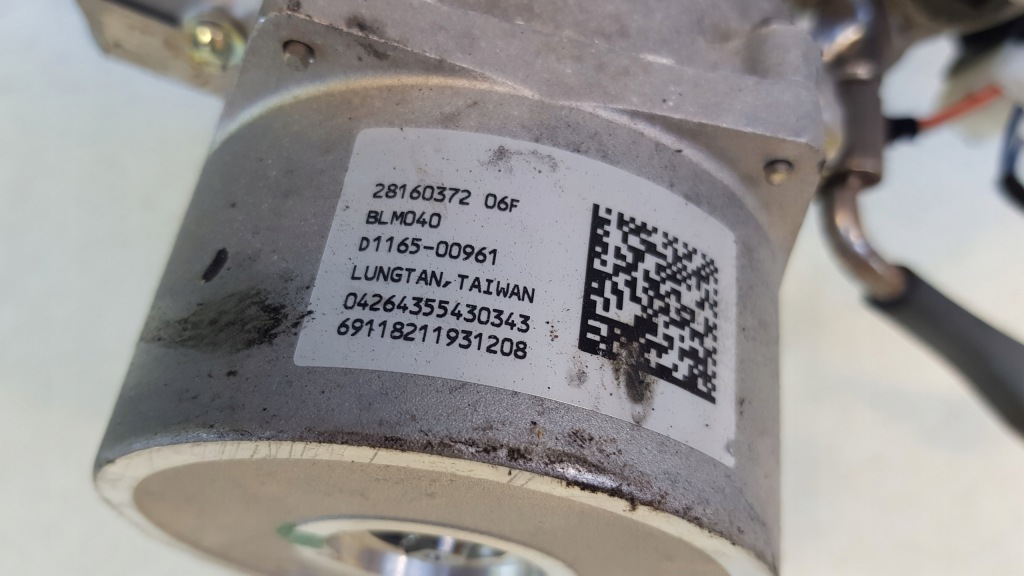 28160372 06F
BLM040
D1165-00961
LUNGTAN, TAIWAN
04264355430343
69118211931208